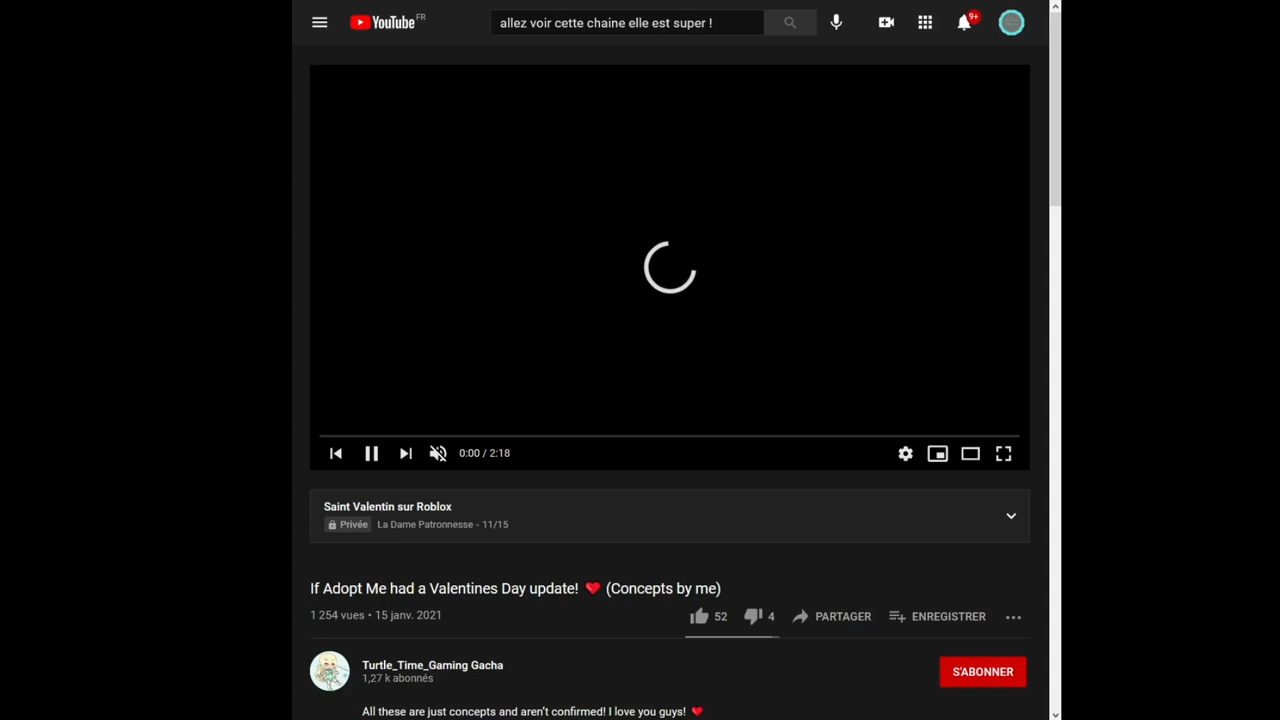 YouTube FR
allez voir cette chaine elle est super !
9+
0:00 / 2:18
Saint Valentin sur Roblox
Privée La Dame Patronnesse - 11/15
If Adopt Me had a Valentines Day update! ❤ (Concepts by me)
1 254 vues • 15 janv. 2021
52 4 PARTAGER ENREGISTRER
Turtle_Time_Gaming Gacha
1,27 k abonnés
S'ABONNER
All these are just concepts and aren't confirmed! I love you guys! ❤